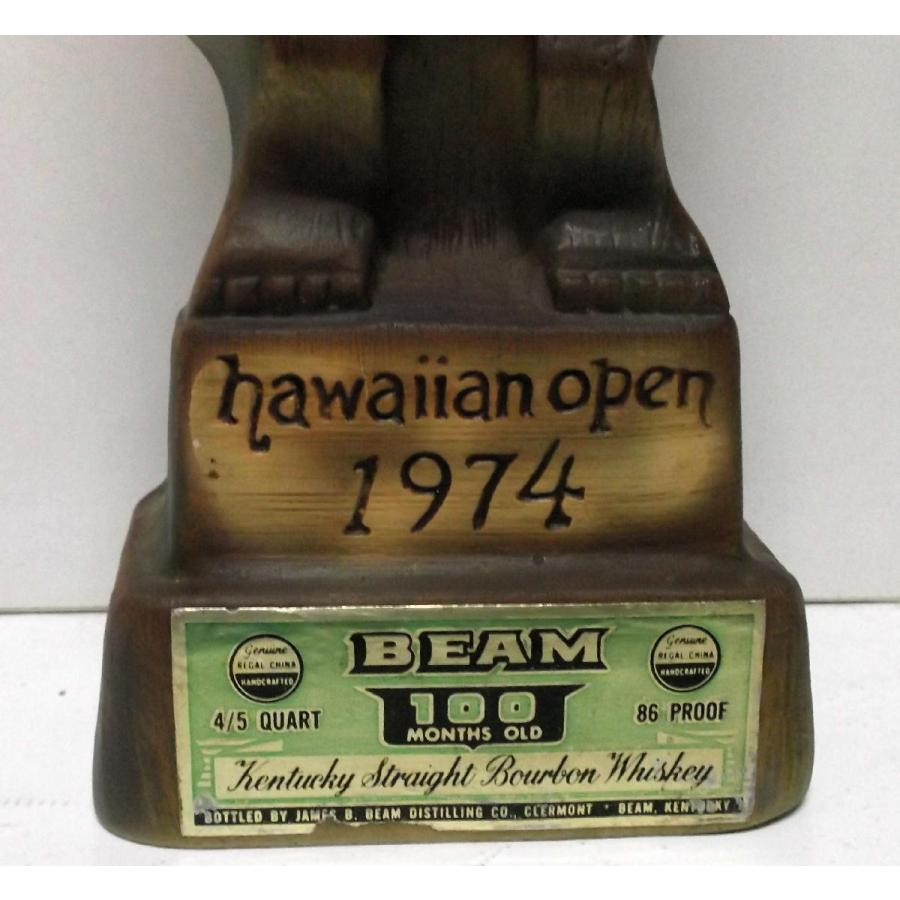 hawaiian open
1974
BEAM
Genuine
REGAL CHINA
HANDCRAFTED
Genuine
REGAL CHINA
HANDCRAFTED
100
MONTHS OLD
4/5 QUART
86 PROOF
Kentucky Straight Bourbon Whiskey
BOTTLED BY JAMES B. BEAM DISTILLING CO., CLERMONT * BEAM, KENTUCKY